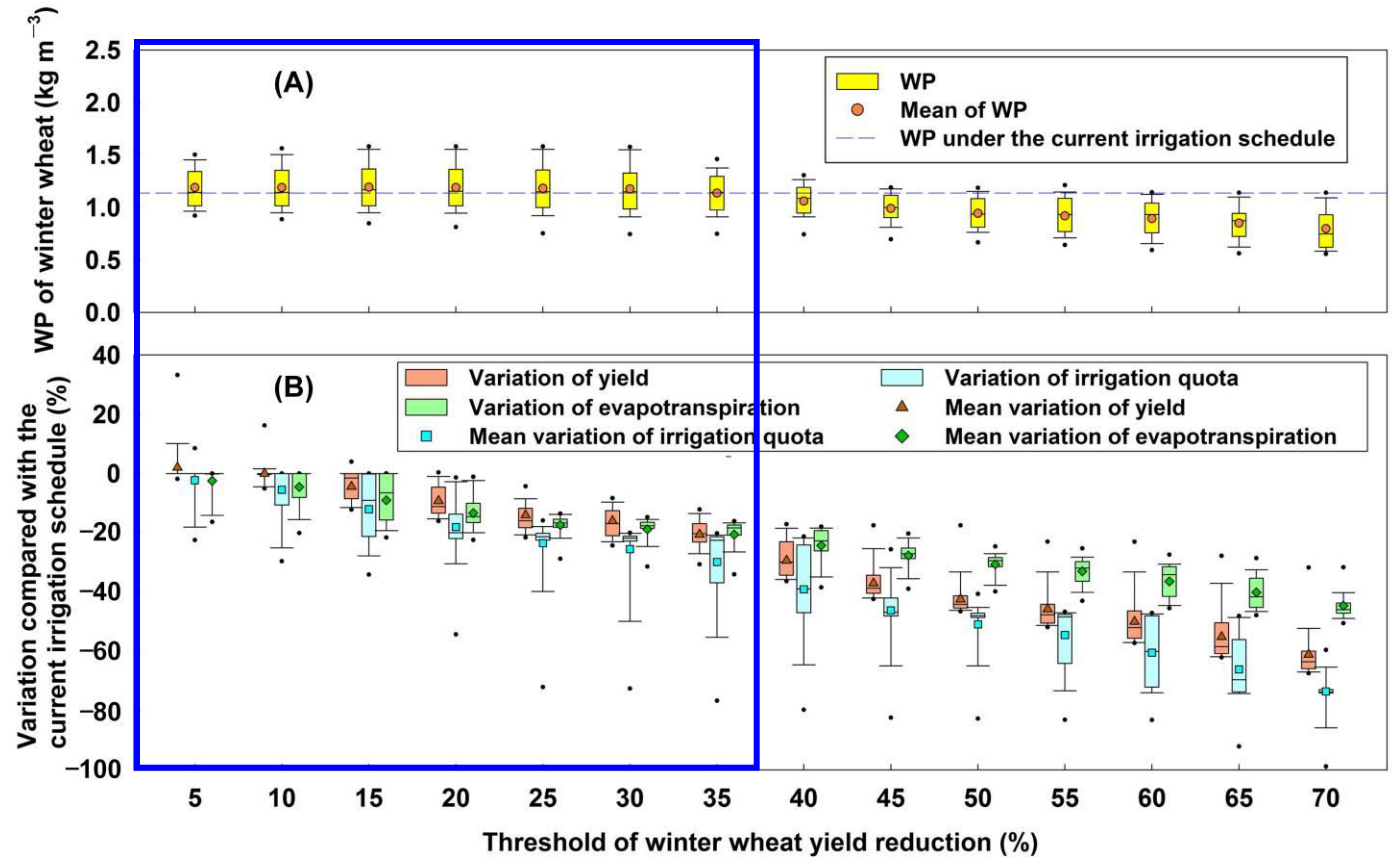 WP of winter wheat (kg m⁻³)
2.5
2.0
1.5
1.0
0.5
0.0
(A)
WP
Mean of WP
WP under the current irrigation schedule
Variation compared with the
current irrigation schedule (%)
40
20
0
−20
−40
−60
−80
−100
(B)
Variation of yield
Variation of irrigation quota
Variation of evapotranspiration
Mean variation of yield
Mean variation of irrigation quota
Mean variation of evapotranspiration
5 10 15 20 25 30 35 40 45 50 55 60 65 70
Threshold of winter wheat yield reduction (%)